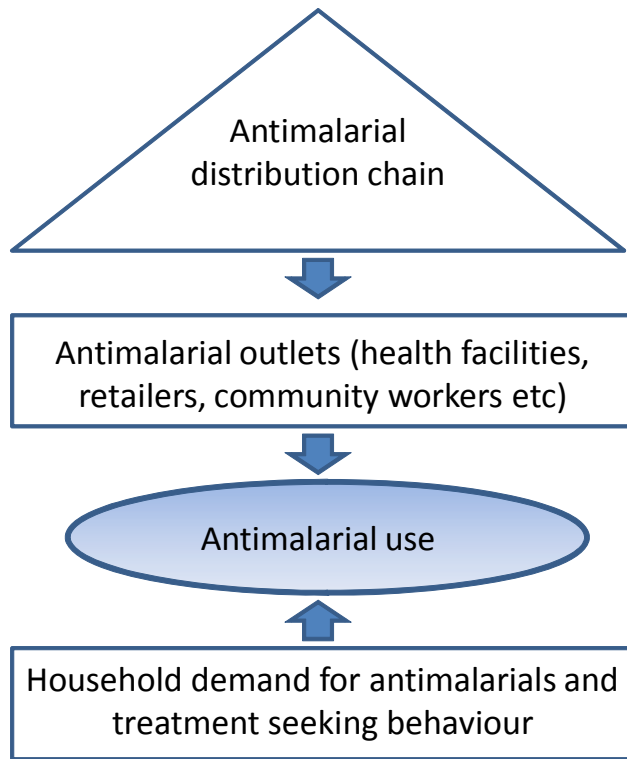 Antimalarial
distribution chain
Antimalarial outlets (health facilities,
retailers, community workers etc)
Antimalarial use
Household demand for antimalarials and
treatment seeking behaviour